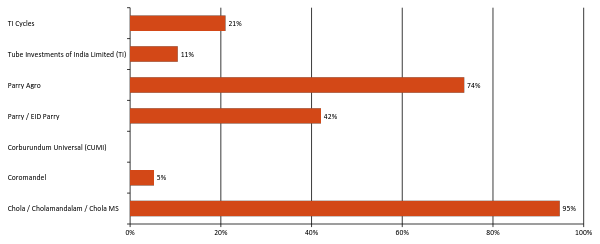 TI Cycles 21%
Tube Investments of India Limited (TI) 11%
Parry Agro 74%
Parry / EID Parry 42%
Corburundum Universal (CUMI)
Coromandel 5%
Chola / Cholamandalam / Chola MS 95%
0% 20% 40% 60% 80% 100%